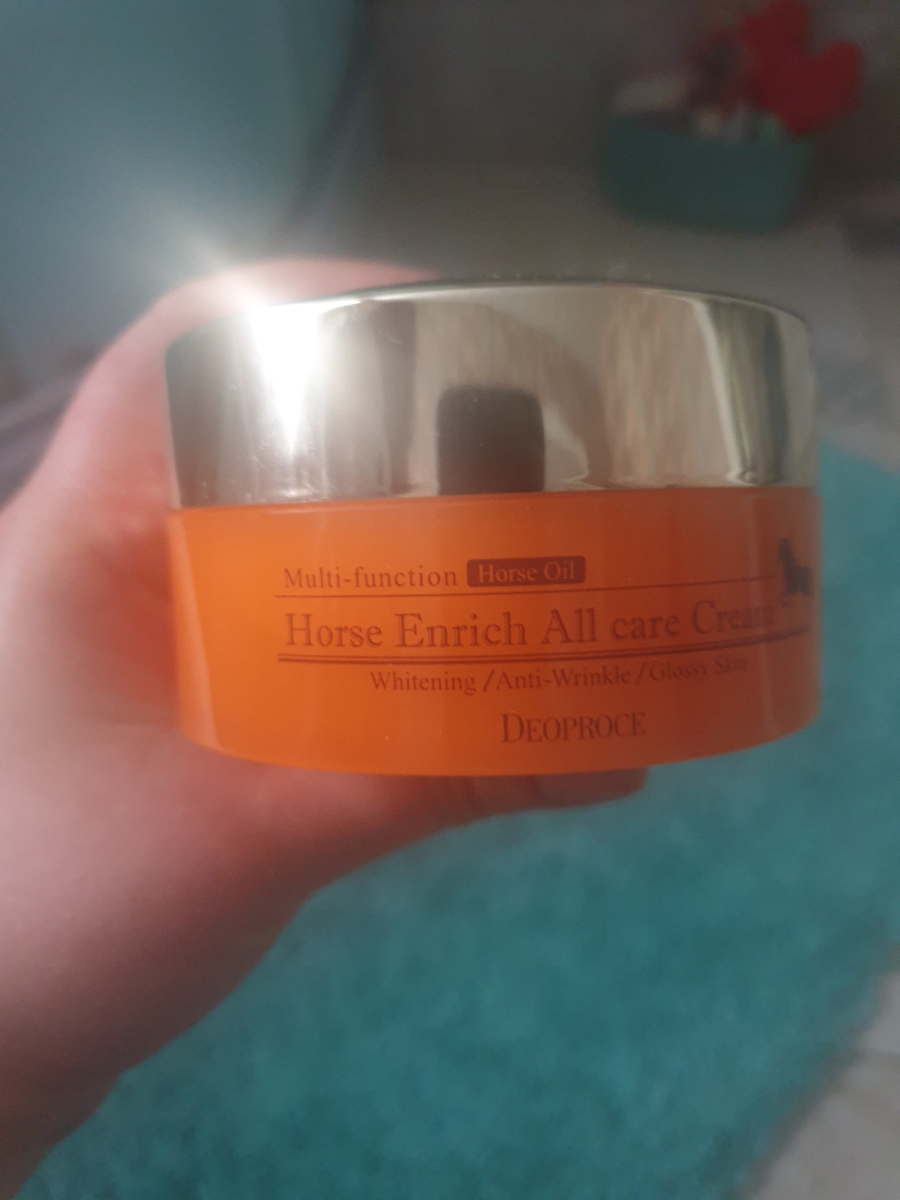 Multi-function Horse Oil
Horse Enrich All care Cream
Whitening /Anti-Wrinkle /Glossy Skin
DEOPROCE